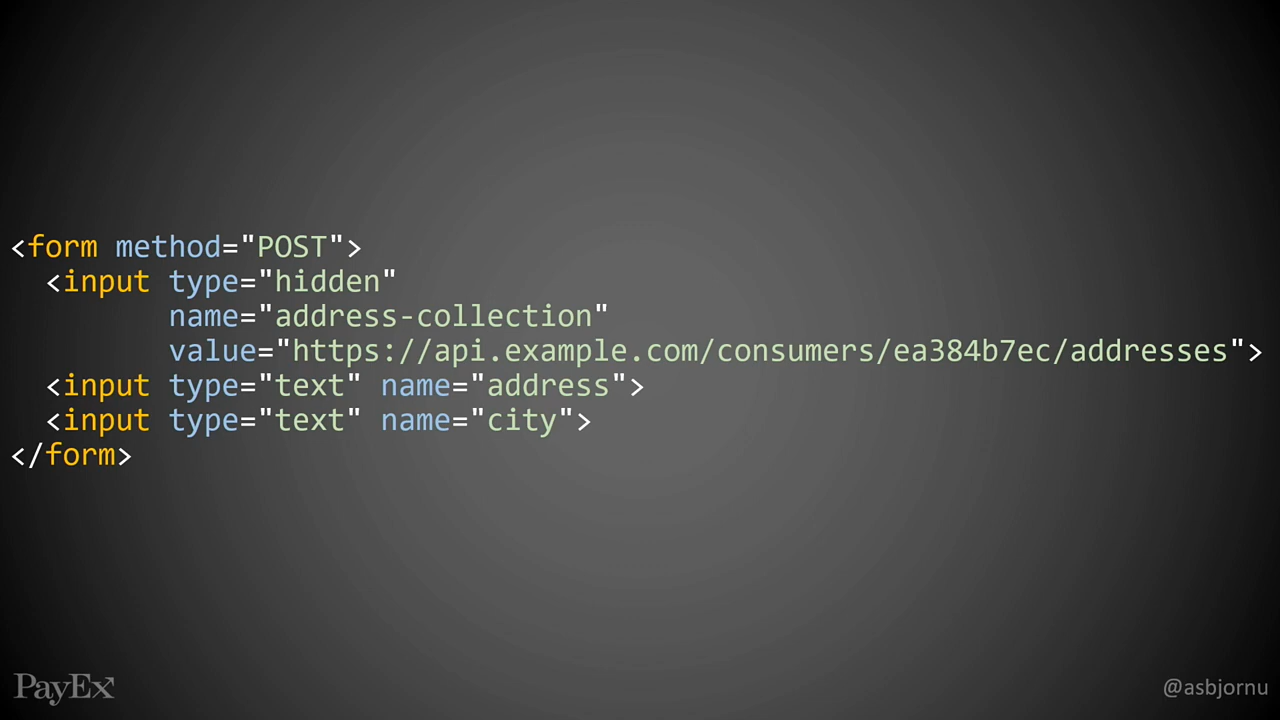 <form method="POST">
  <input type="hidden"
         name="address-collection"
         value="https://api.example.com/consumers/ea384b7ec/addresses">
  <input type="text" name="address">
  <input type="text" name="city">
</form>
PayEx
@asbjornu